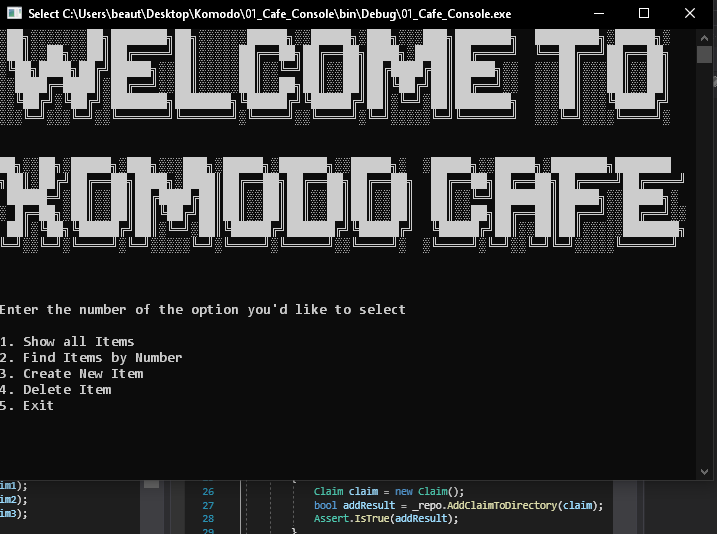 Select C:\Users\beaut\Desktop\Komodo\01_Cafe_Console\bin\Debug\01_Cafe_Console.exe
WELCOME TO
KOMODO CAFE
Enter the number of the option you'd like to select
1. Show all Items
2. Find Items by Number
3. Create New Item
4. Delete Item
5. Exit
im1);
im2);
im3);
26 Claim claim = new Claim();
27 bool addResult = _repo.AddClaimToDirectory(claim);
28 Assert.IsTrue(addResult);
29 }